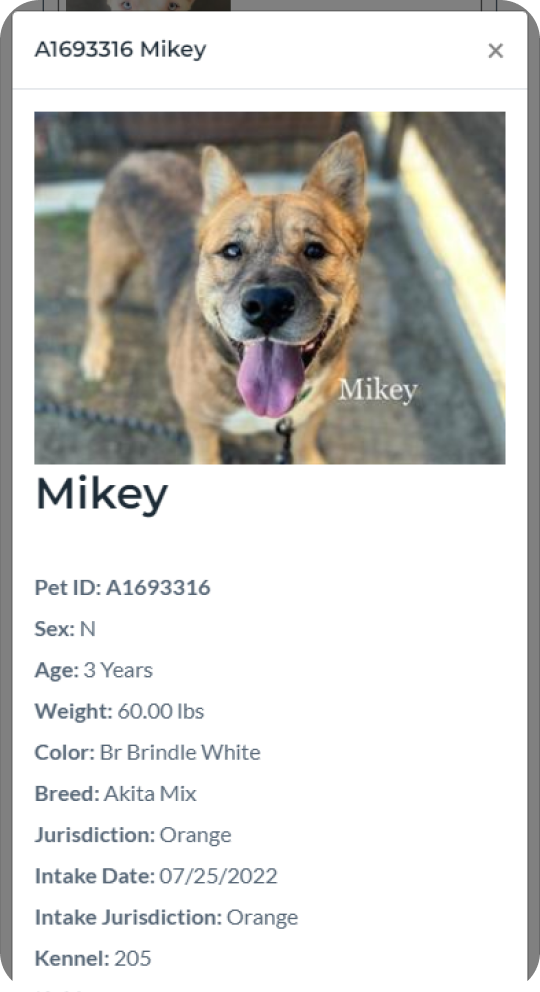 A1693316 Mikey
×
Mikey
Mikey
Pet ID: A1693316
Sex: N
Age: 3 Years
Weight: 60.00 lbs
Color: Br Brindle White
Breed: Akita Mix
Jurisdiction: Orange
Intake Date: 07/25/2022
Intake Jurisdiction: Orange
Kennel: 205